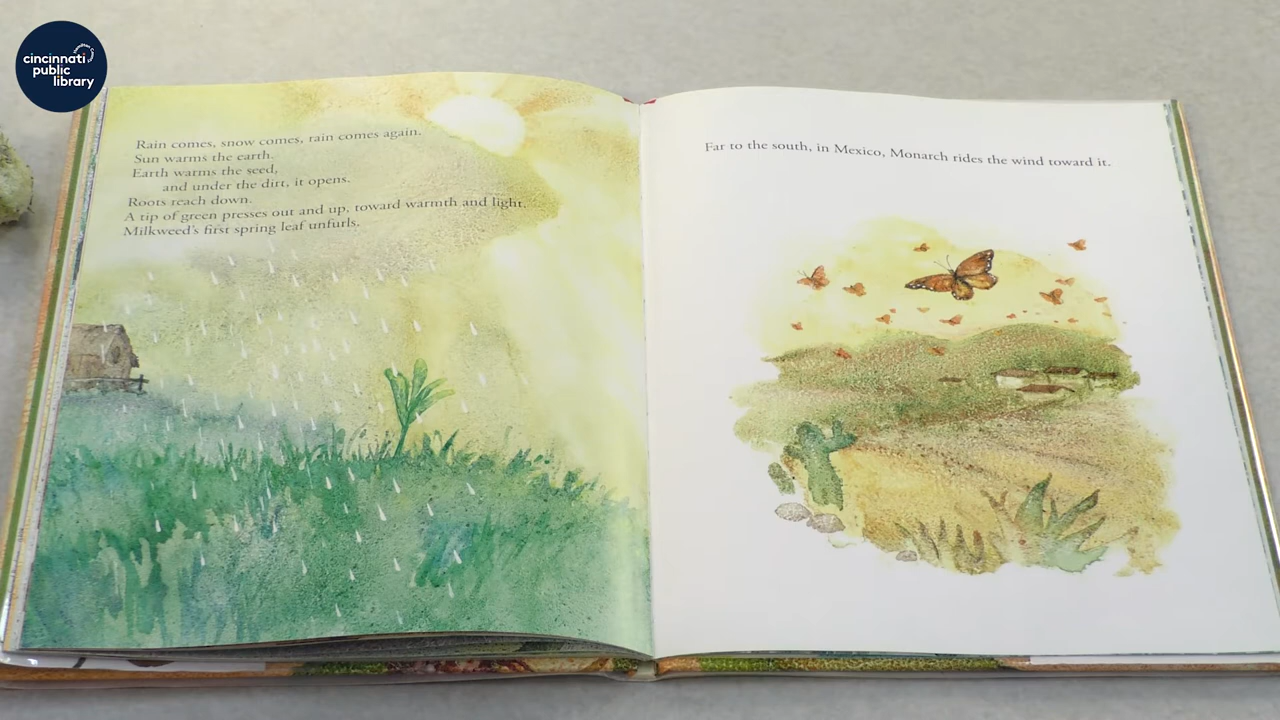 cincinnati
public
library
Rain comes, snow comes, rain comes again.
Sun warms the earth.
Earth warms the seed,
and under the dirt, it opens.
Roots reach down.
A tip of green presses out and up, toward warmth and light.
Milkweed's first spring leaf unfurls.
Far to the south, in Mexico, Monarch rides the wind toward it.